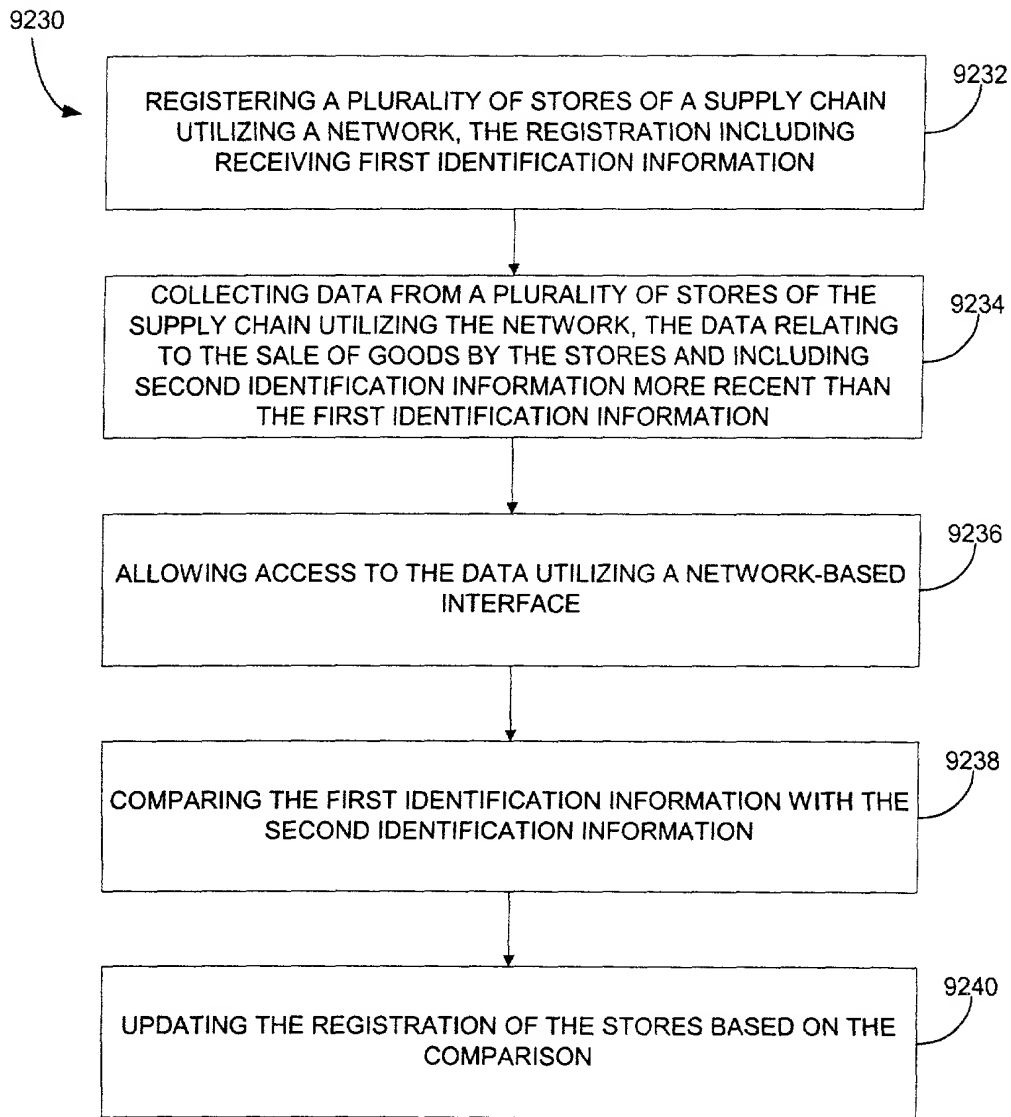 9230
9232
REGISTERING A PLURALITY OF STORES OF A SUPPLY CHAIN
UTILIZING A NETWORK, THE REGISTRATION INCLUDING
RECEIVING FIRST IDENTIFICATION INFORMATION
9234
COLLECTING DATA FROM A PLURALITY OF STORES OF THE
SUPPLY CHAIN UTILIZING THE NETWORK, THE DATA RELATING
TO THE SALE OF GOODS BY THE STORES AND INCLUDING
SECOND IDENTIFICATION INFORMATION MORE RECENT THAN
THE FIRST IDENTIFICATION INFORMATION
9236
ALLOWING ACCESS TO THE DATA UTILIZING A NETWORK-BASED
INTERFACE
9238
COMPARING THE FIRST IDENTIFICATION INFORMATION WITH THE
SECOND IDENTIFICATION INFORMATION
9240
UPDATING THE REGISTRATION OF THE STORES BASED ON THE
COMPARISON